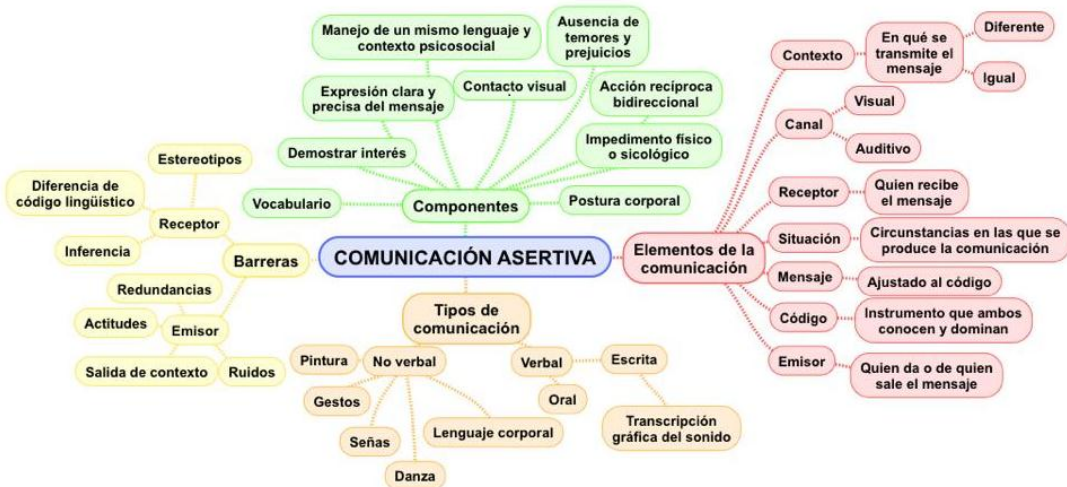 COMUNICACIÓN ASERTIVA
Componentes
Manejo de un mismo lenguaje y
contexto psicosocial
Ausencia de
temores y
prejuicios
Expresión clara y
precisa del mensaje
Contacto visual
Acción recíproca
bidireccional
Demostrar interés
Impedimento físico
o sicológico
Vocabulario
Postura corporal
Barreras
Receptor
Estereotipos
Diferencia de
código lingüístico
Inferencia
Emisor
Redundancias
Actitudes
Salida de contexto
Ruidos
Tipos de
comunicación
No verbal
Pintura
Gestos
Señas
Danza
Lenguaje corporal
Verbal
Oral
Escrita
Transcripción
gráfica del sonido
Elementos de la
comunicación
Contexto
En qué se
transmite el
mensaje
Diferente
Igual
Canal
Visual
Auditivo
Receptor
Quien recibe
el mensaje
Situación
Circunstancias en las que se
produce la comunicación
Mensaje
Ajustado al código
Código
Instrumento que ambos
conocen y dominan
Emisor
Quien da o de quien
sale el mensaje